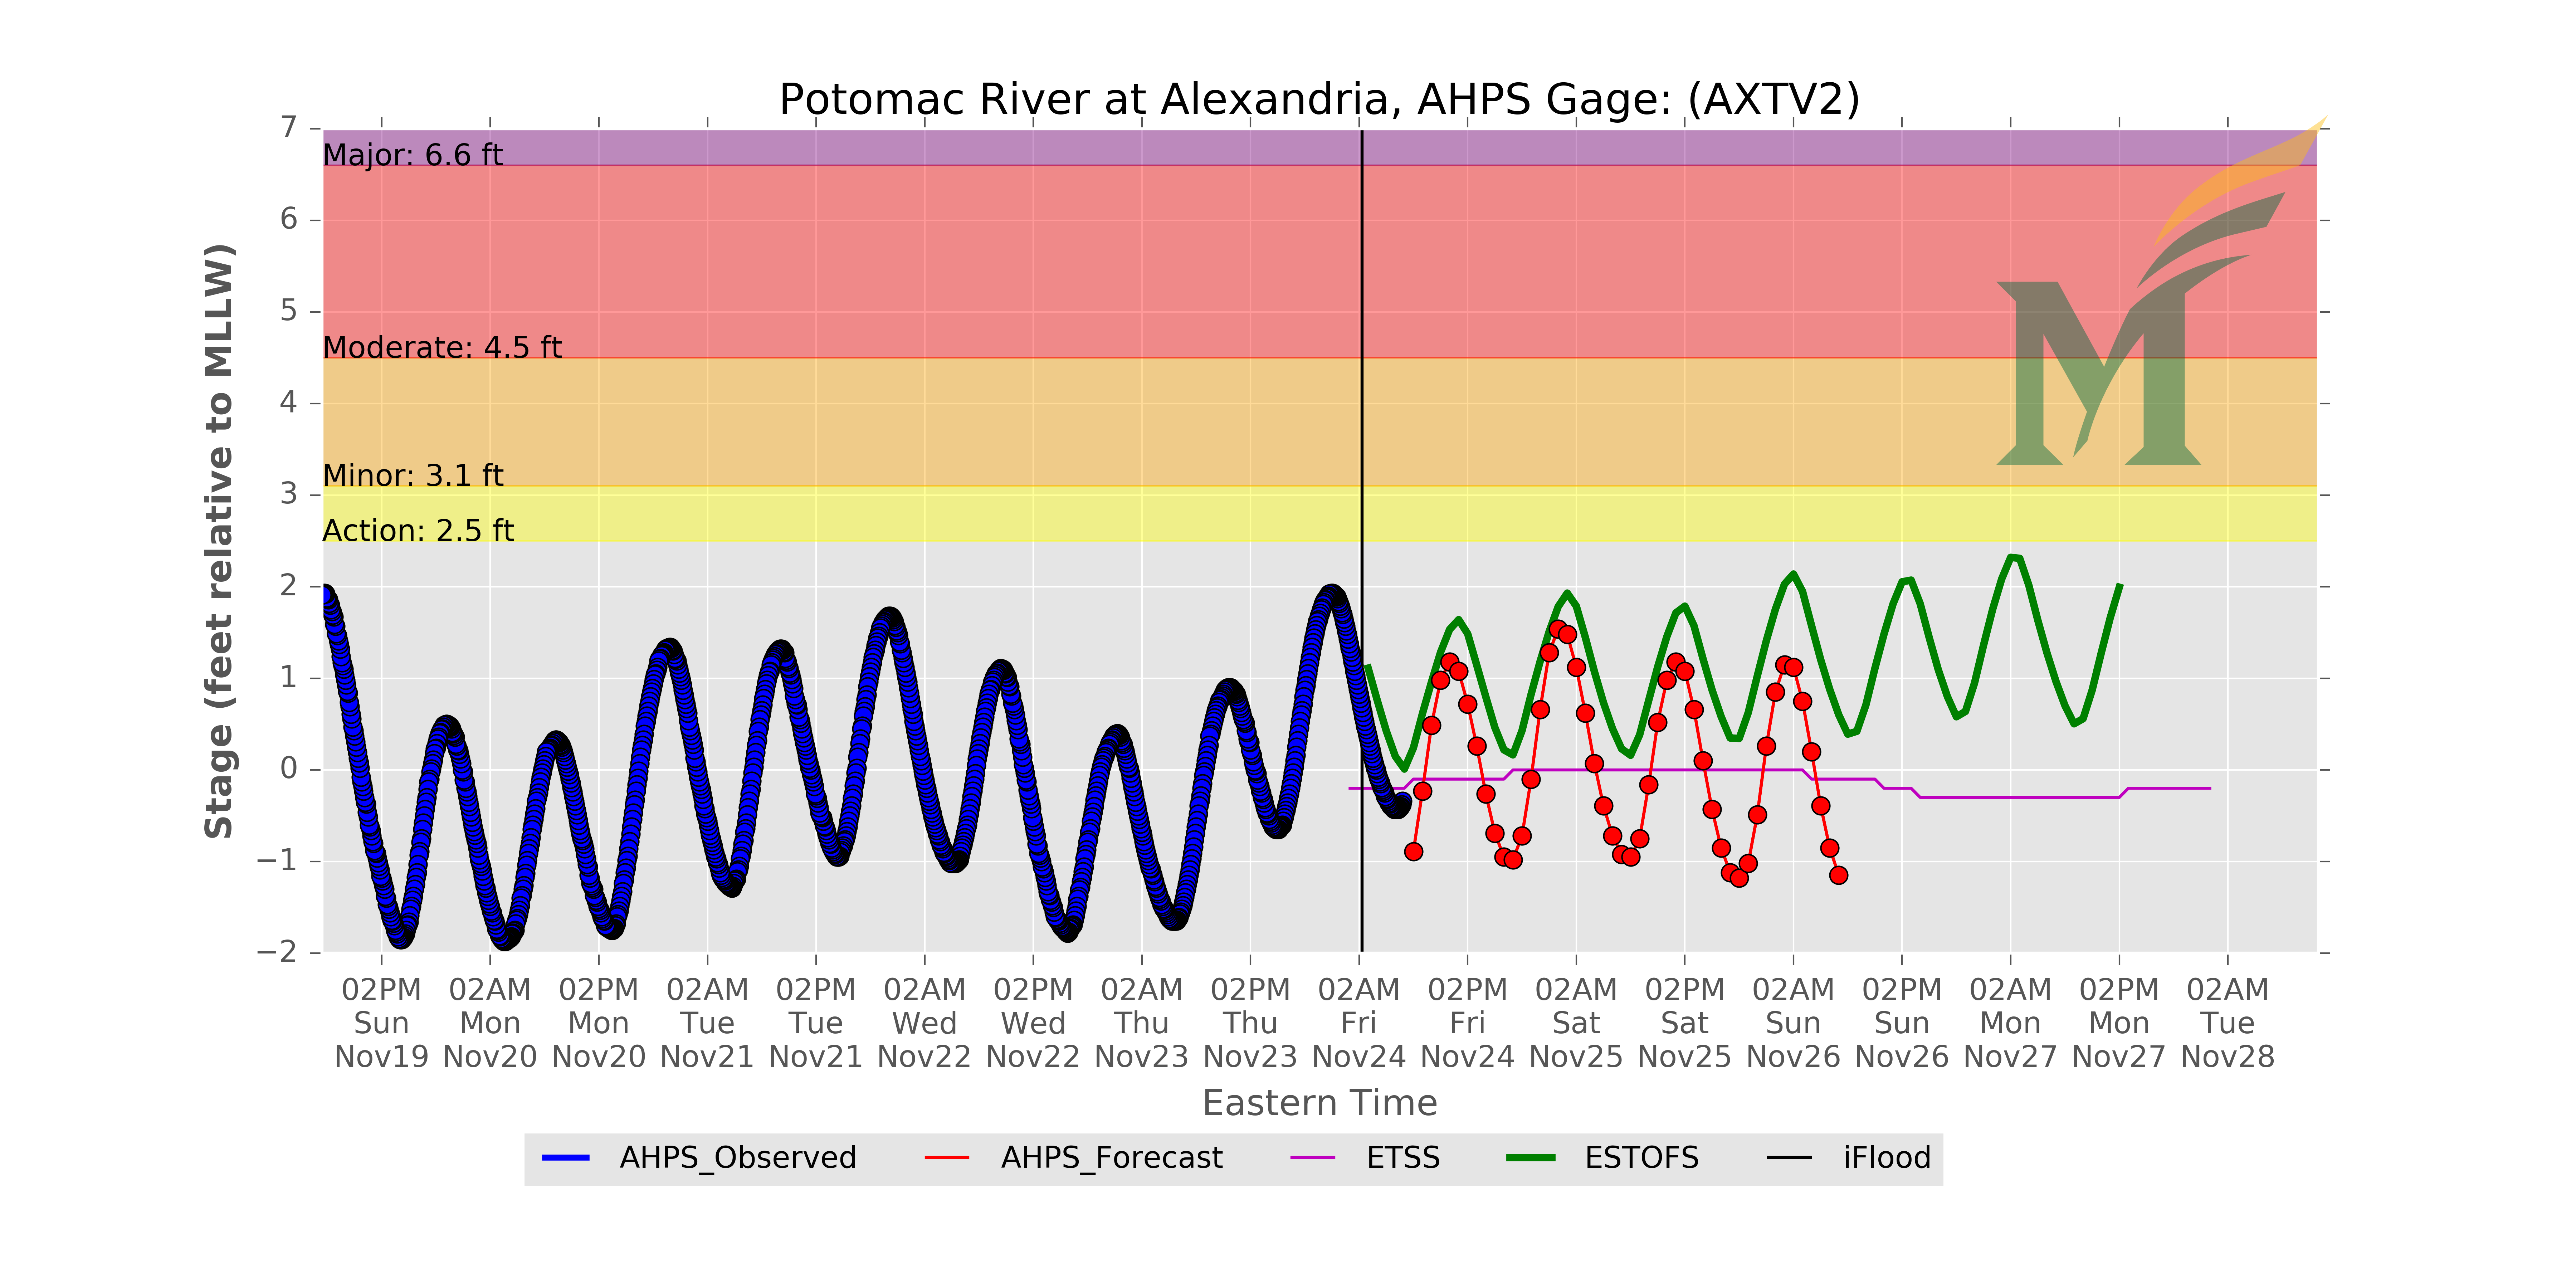 Potomac River at Alexandria, AHPS Gage: (AXTV2)
Stage (feet relative to MLLW)
7
6
5
4
3
2
1
0
−1
−2
Major: 6.6 ft
Moderate: 4.5 ft
Minor: 3.1 ft
Action: 2.5 ft
M
02PM 02AM 02PM 02AM 02PM 02AM 02PM 02AM 02PM 02AM 02PM 02AM 02PM 02AM 02PM 02AM 02PM 02AM
Sun Mon Mon Tue Tue Wed Wed Thu Thu Fri Fri Sat Sat Sun Sun Mon Mon Tue
Nov19 Nov20 Nov20 Nov21 Nov21 Nov22 Nov22 Nov23 Nov23 Nov24 Nov24 Nov25 Nov25 Nov26 Nov26 Nov27 Nov27 Nov28
Eastern Time
AHPS_Observed AHPS_Forecast ETSS ESTOFS iFlood